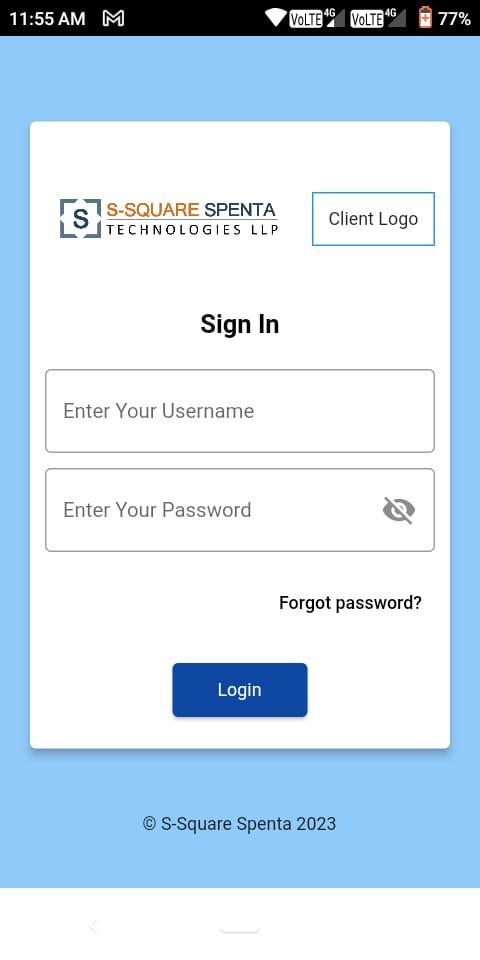 11:55 AM VoLTE 4G VoLTE 4G 77%
S S-SQUARE SPENTA
TECHNOLOGIES LLP
Client Logo
Sign In
Enter Your Username
Enter Your Password
Forgot password?
Login
© S-Square Spenta 2023